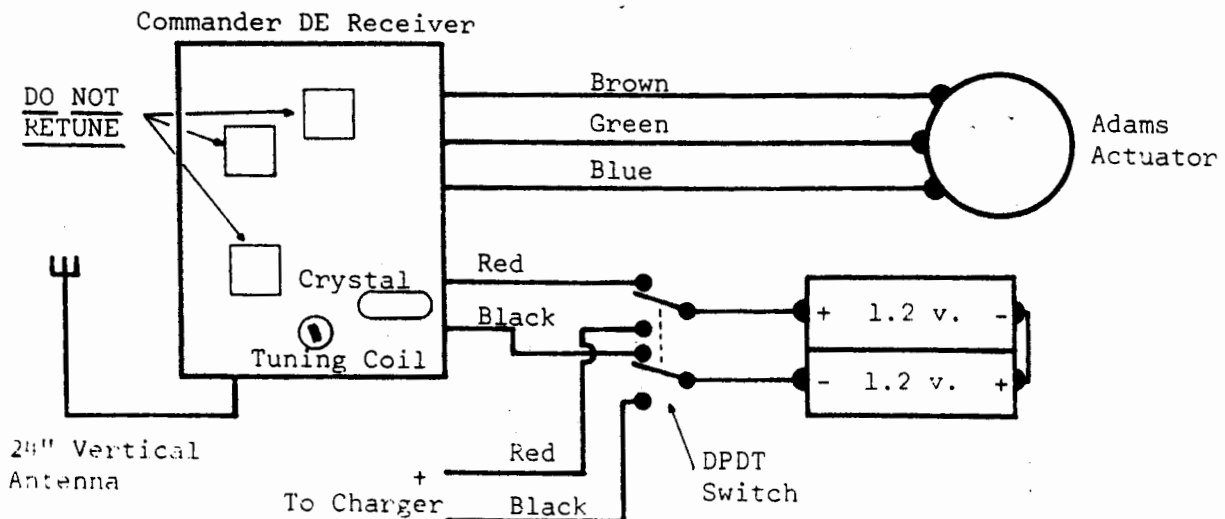 Commander DE Receiver
DO NOT
RETUNE
Brown
Green
Blue
Adams
Actuator
Red
Crystal
Black
Tuning Coil
+ 1.2 v. -
- 1.2 v. +
24" Vertical
Antenna
Red
+
To Charger
Black
DPDT
Switch